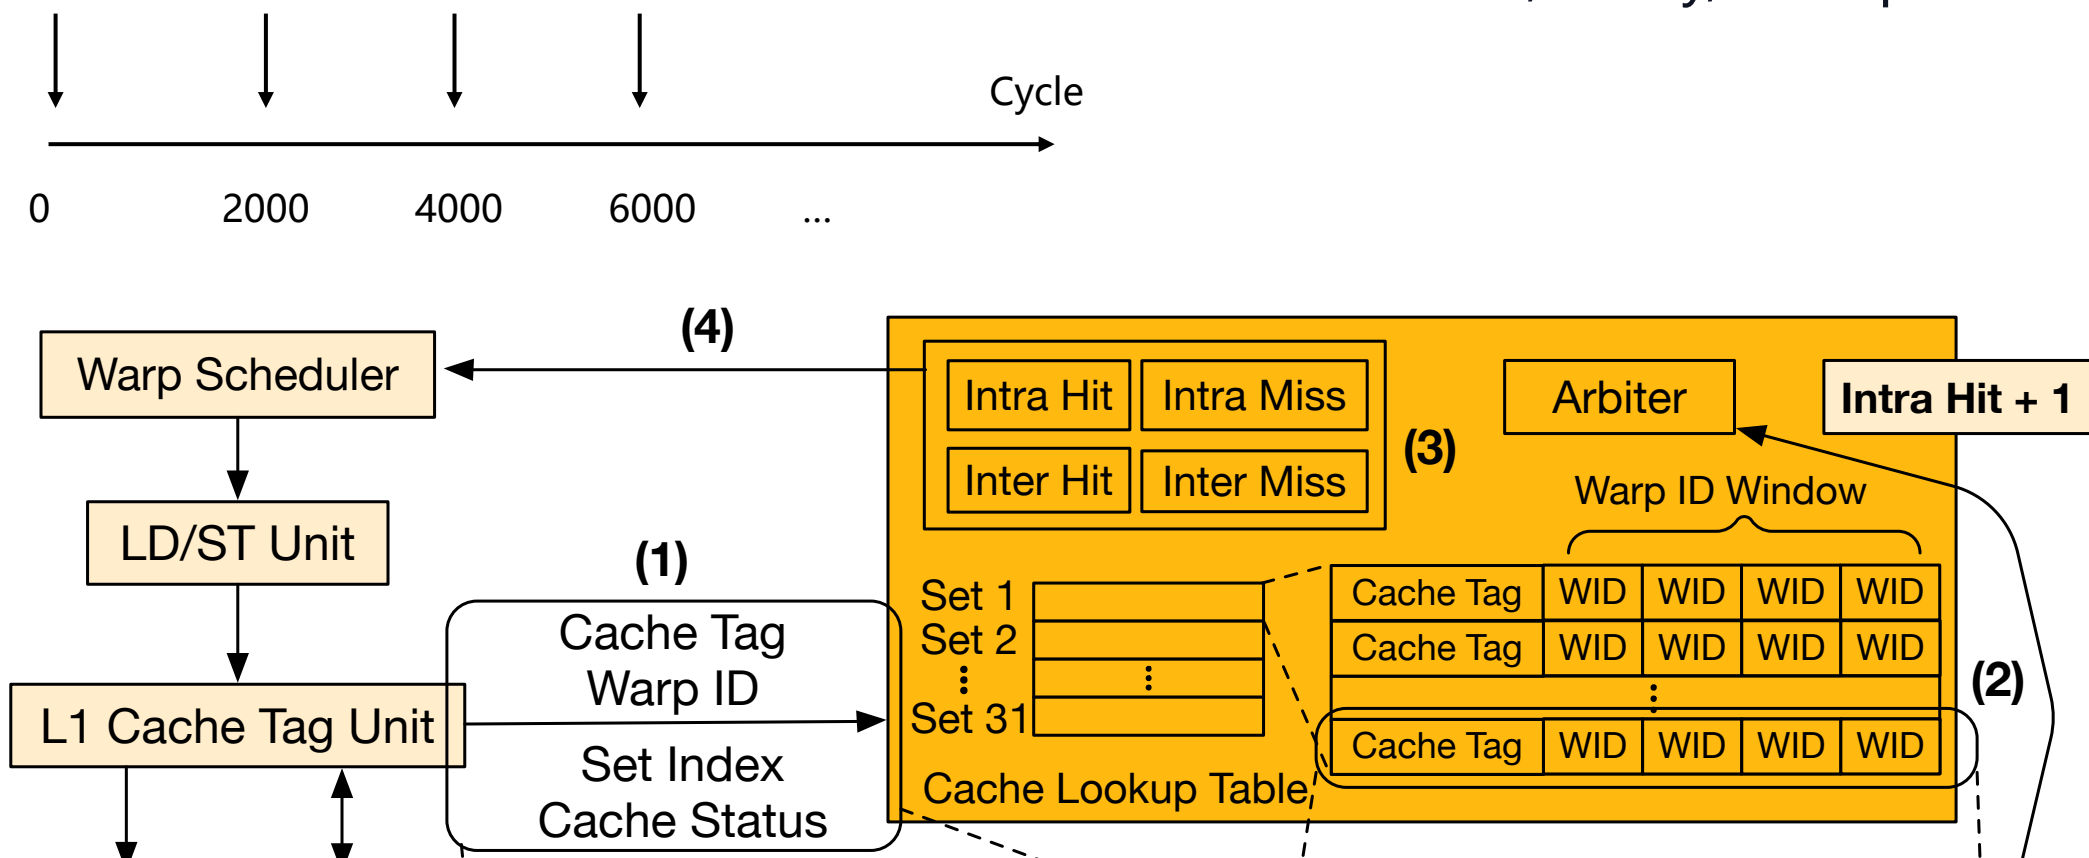 Cycle
0 2000 4000 6000 ...
(4)
Warp Scheduler
Intra Hit Intra Miss
Arbiter
Intra Hit + 1
(3)
Inter Hit Inter Miss
Warp ID Window
LD/ST Unit
(1)
Set 1
Set 2
Set 31
Cache Tag WID WID WID WID
Cache Tag WID WID WID WID
(2)
Cache Tag WID WID WID WID
Cache Tag
Warp ID
L1 Cache Tag Unit
Set Index
Cache Status
Cache Lookup Table